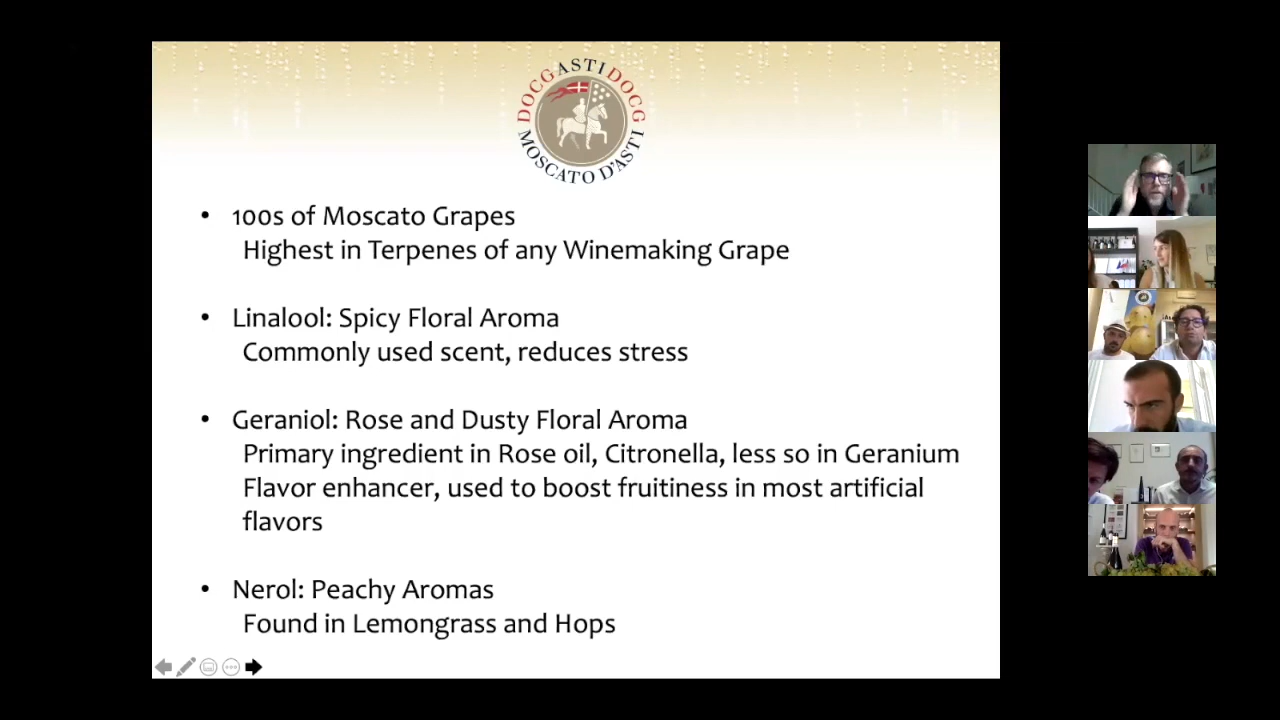 DOCG ASTI DOCG
MOSCATO D'ASTI
• 100s of Moscato Grapes
Highest in Terpenes of any Winemaking Grape
• Linalool: Spicy Floral Aroma
Commonly used scent, reduces stress
• Geraniol: Rose and Dusty Floral Aroma
Primary ingredient in Rose oil, Citronella, less so in Geranium
Flavor enhancer, used to boost fruitiness in most artificial
flavors
• Nerol: Peachy Aromas
Found in Lemongrass and Hops